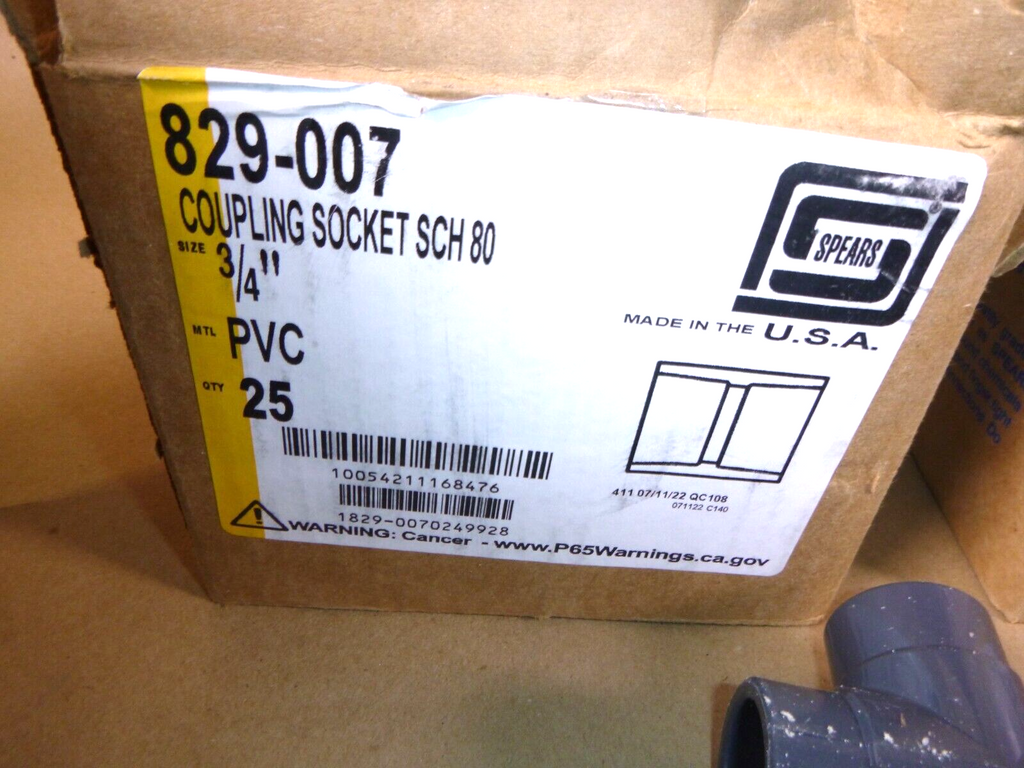 829-007
COUPLING SOCKET SCH 80
SIZE 3/4"
MTL PVC
QTY 25
SPEARS
®
MADE IN THE U.S.A.
10054211168476
1829-0070249928
411 07/11/22 QC108
071122 C140
WARNING: Cancer - www.P65Warnings.ca.gov